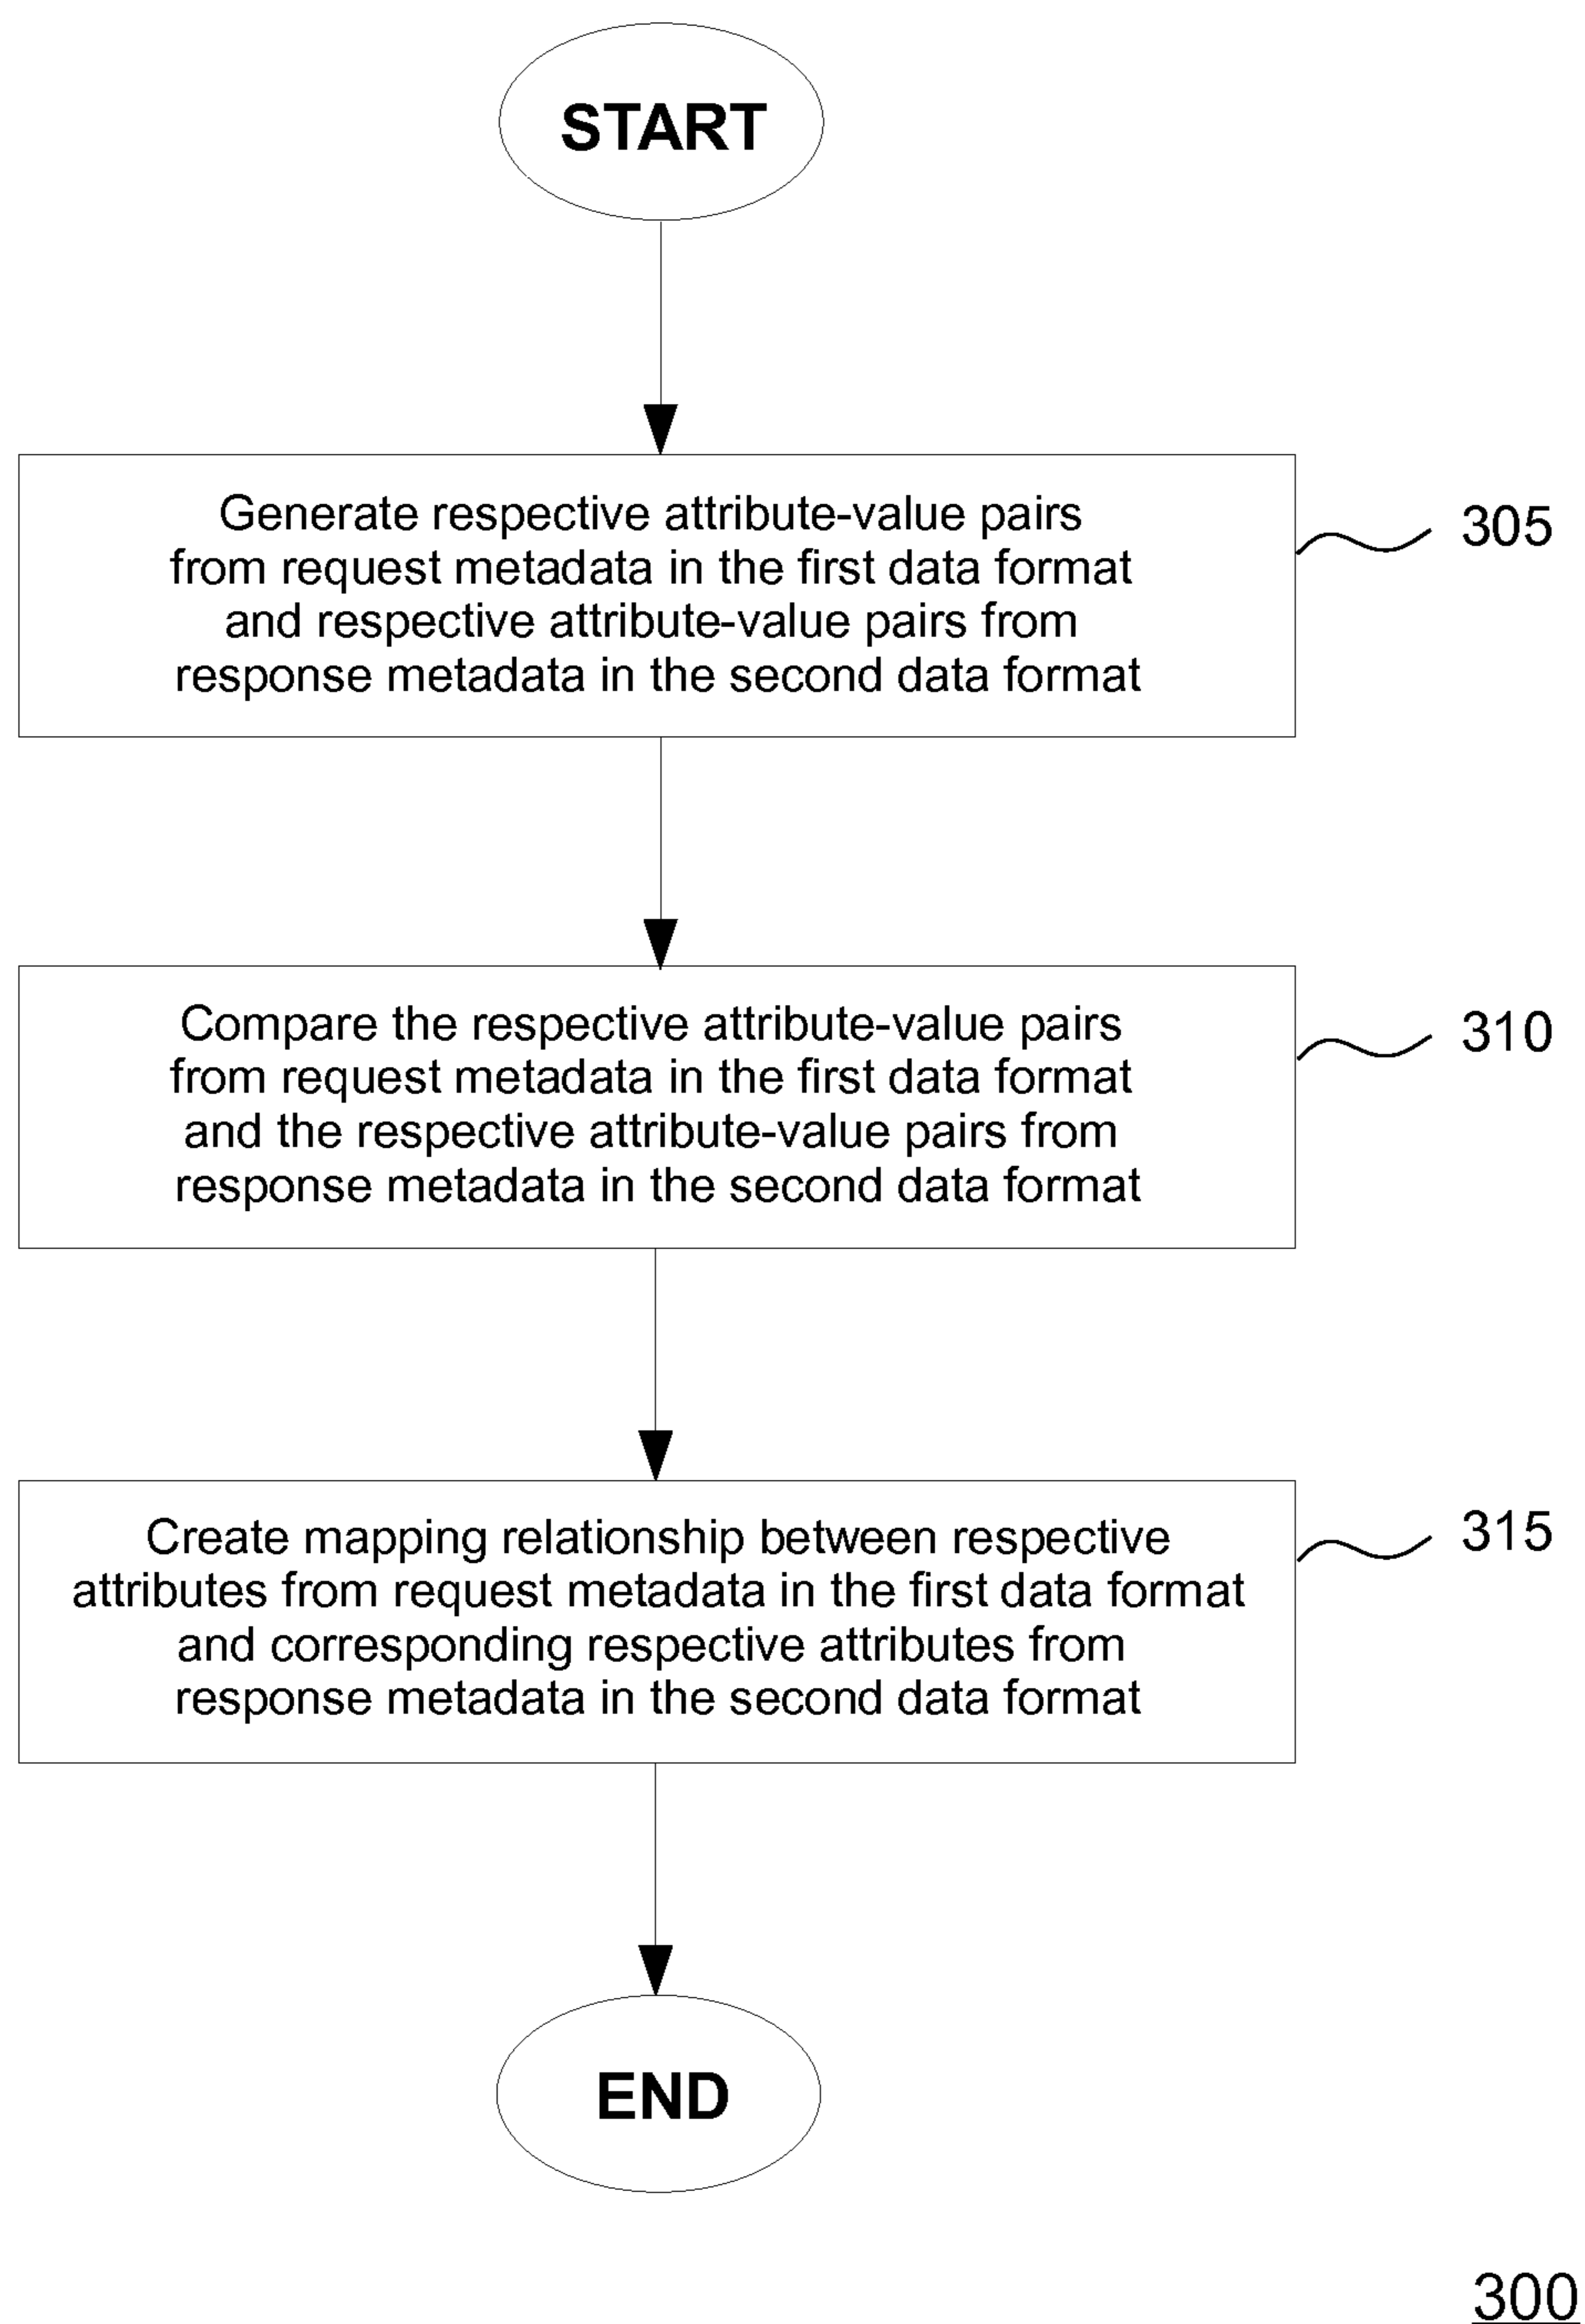 START
Generate respective attribute-value pairs
from request metadata in the first data format
and respective attribute-value pairs from
response metadata in the second data format
305
Compare the respective attribute-value pairs
from request metadata in the first data format
and the respective attribute-value pairs from
response metadata in the second data format
310
Create mapping relationship between respective
attributes from request metadata in the first data format
and corresponding respective attributes from
response metadata in the second data format
315
END
300